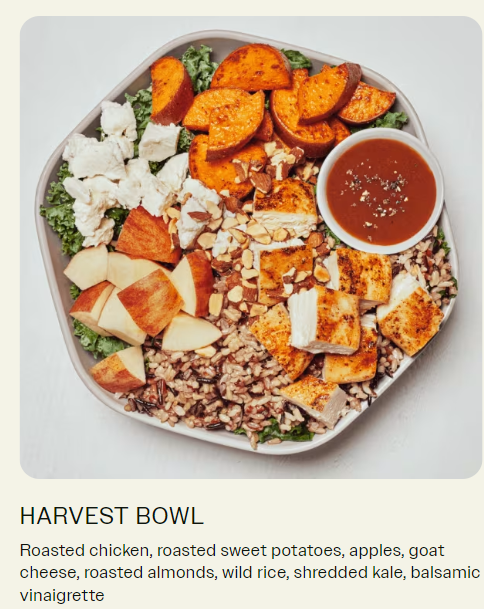 HARVEST BOWL
Roasted chicken, roasted sweet potatoes, apples, goat
cheese, roasted almonds, wild rice, shredded kale, balsamic
vinaigrette